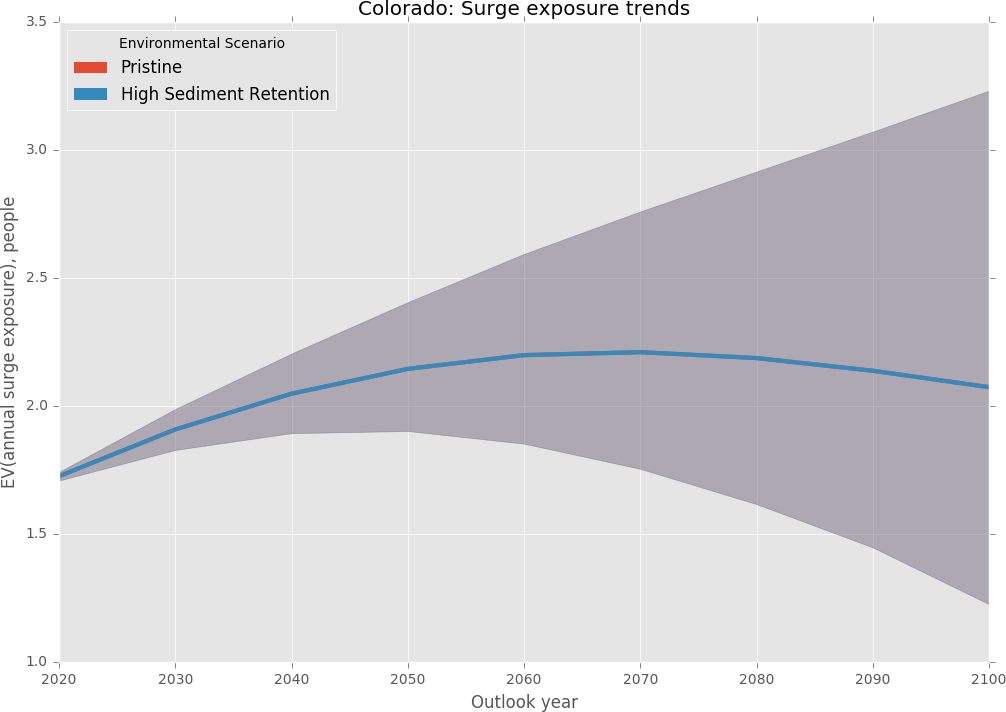 Colorado: Surge exposure trends
3.5
3.0
2.5
2.0
1.5
1.0
EV(annual surge exposure), people
Environmental Scenario
Pristine
High Sediment Retention
2020 2030 2040 2050 2060 2070 2080 2090 2100
Outlook year